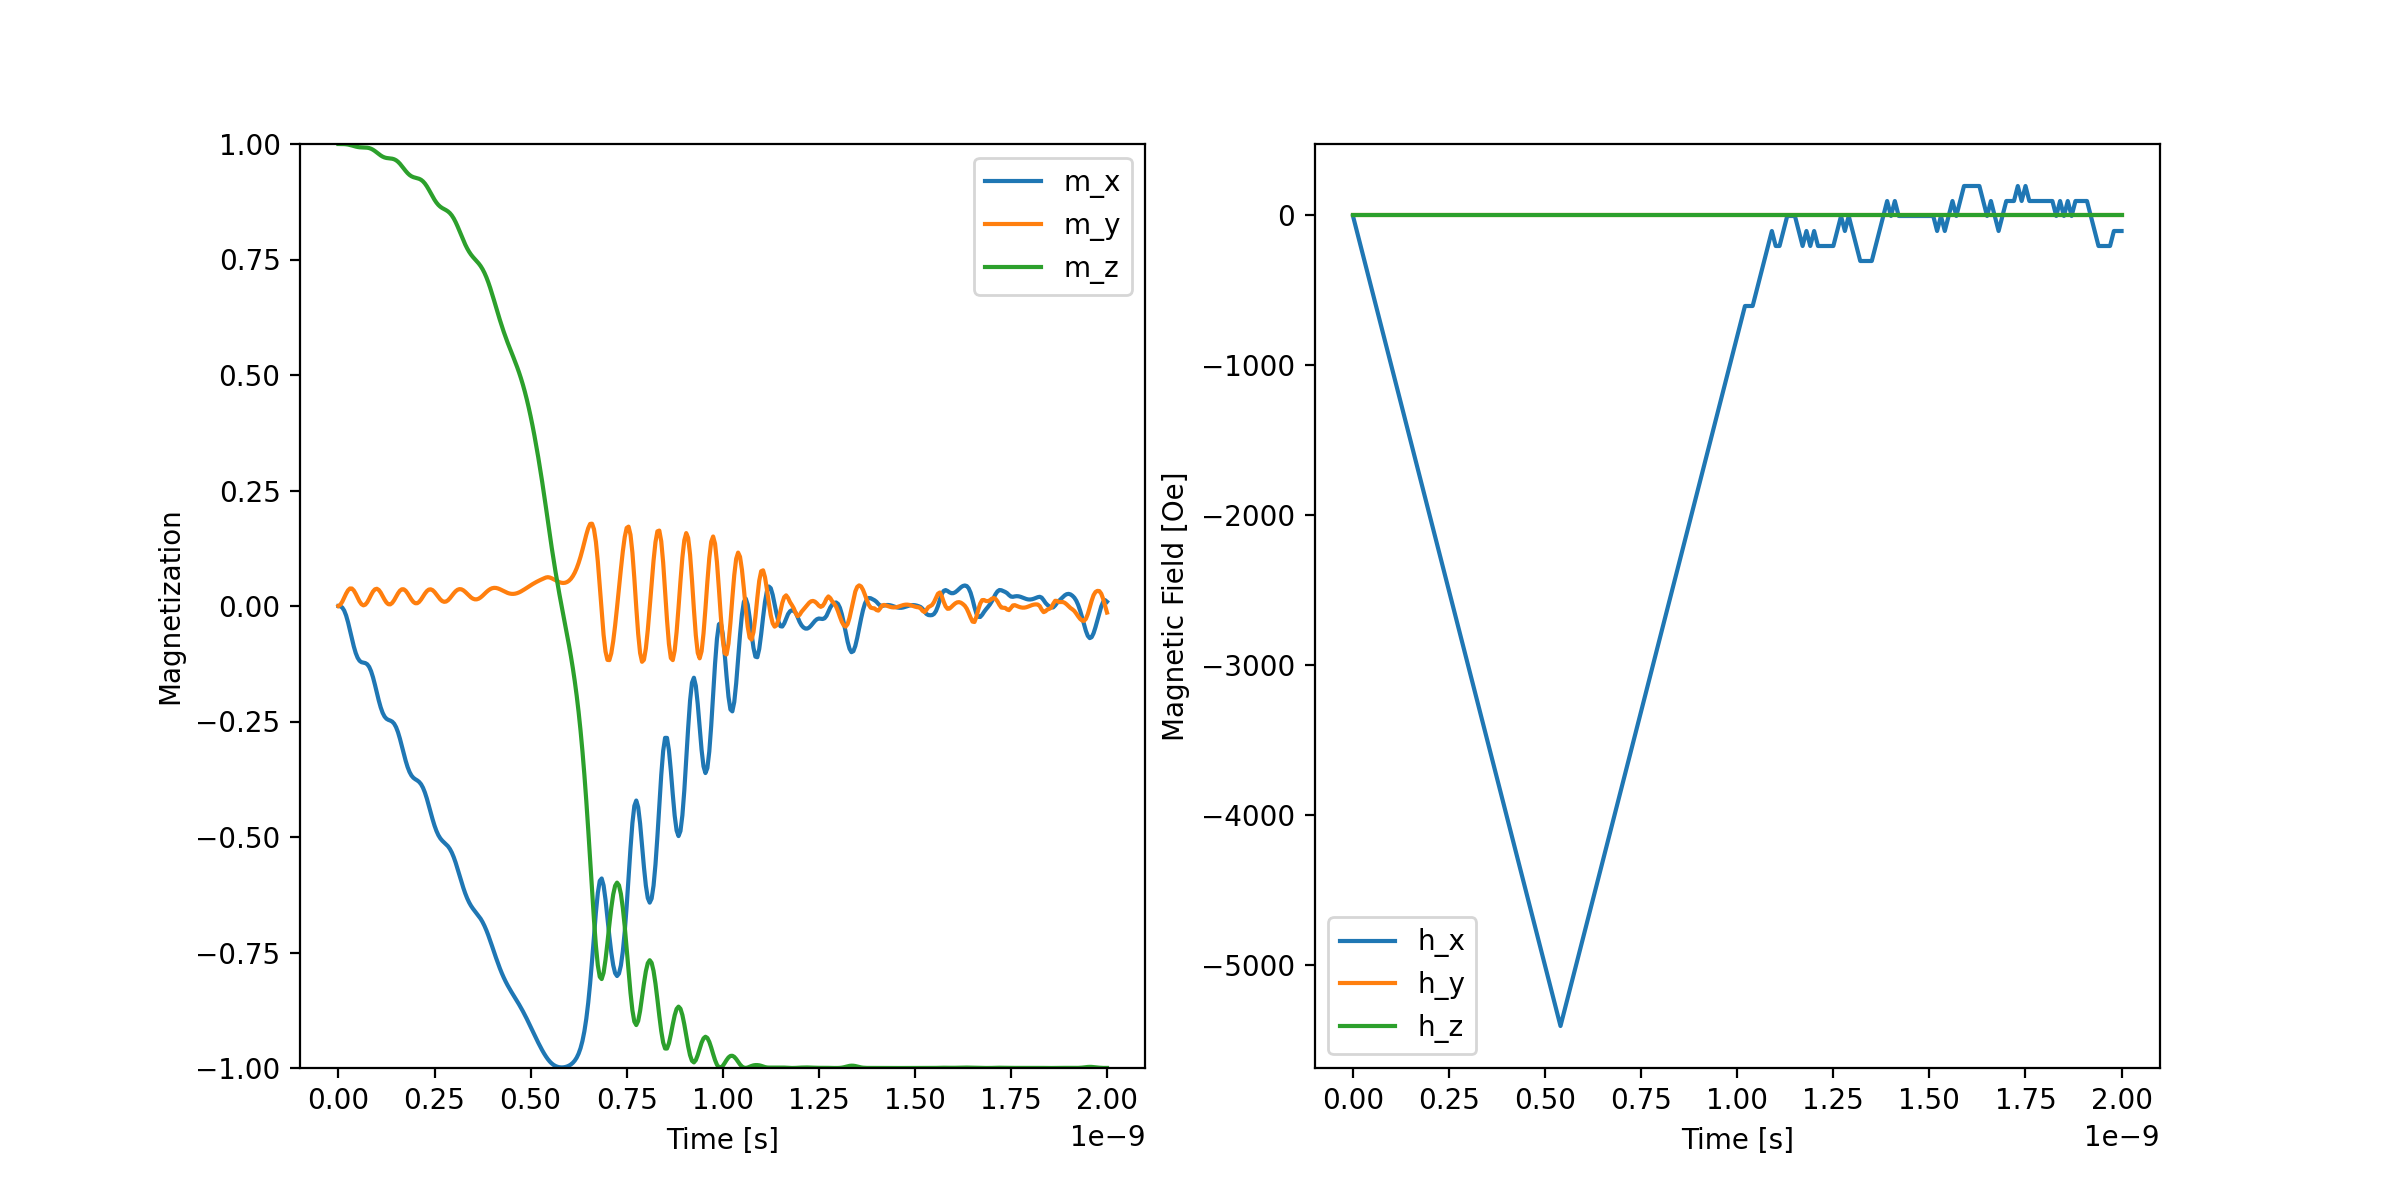 Magnetization
1.00
0.75
0.50
0.25
0.00
−0.25
−0.50
−0.75
−1.00
m_x
m_y
m_z
0.00 0.25 0.50 0.75 1.00 1.25 1.50 1.75 2.00
Time [s]
1e−9
Magnetic Field [Oe]
0
−1000
−2000
−3000
−4000
−5000
h_x
h_y
h_z
0.00 0.25 0.50 0.75 1.00 1.25 1.50 1.75 2.00
Time [s]
1e−9